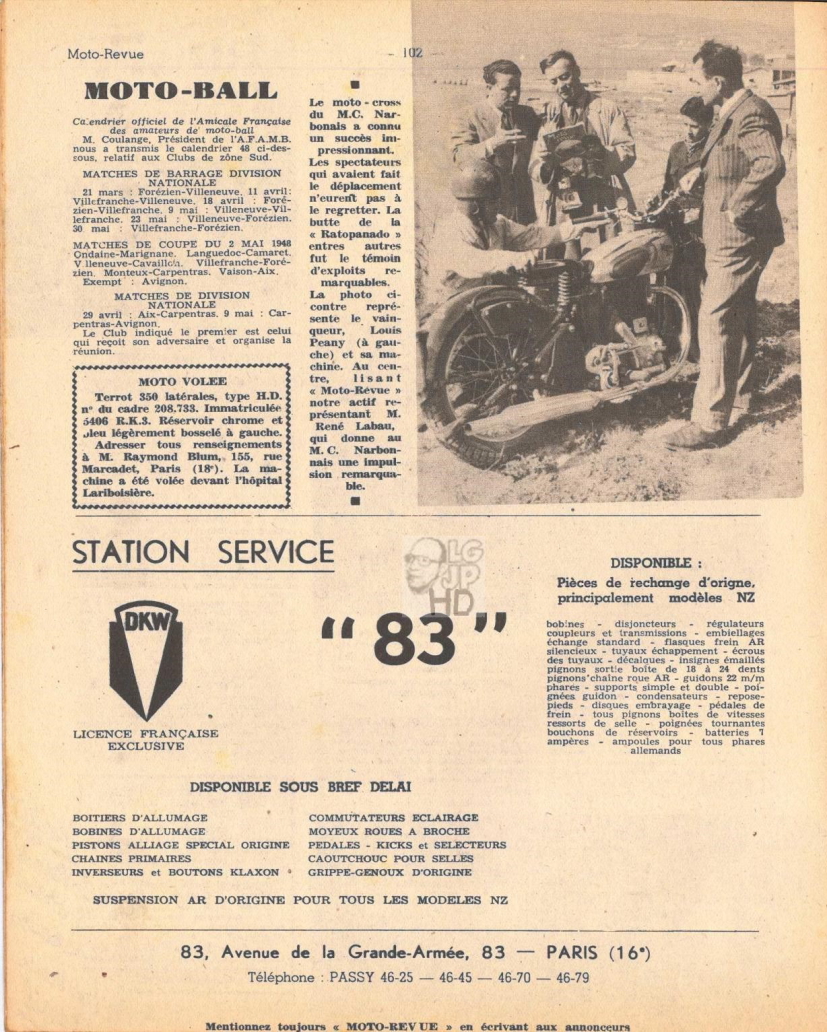 Moto-Revue
- 102 -
MOTO-BALL
Calendrier officiel de l'Amicale Française
des amateurs de moto-ball
M. Coulange, Président de l'A.F.A.M.B.
nous a transmis le calendrier 48 ci-des-
sous, relatif aux Clubs de zône Sud.
MATCHES DE BARRAGE DIVISION
NATIONALE
21 mars : Forézien-Villeneuve. 11 avril :
Villefranche-Villeneuve. 18 avril : Foré-
zien-Villefranche. 9 mai : Villeneuve-Vil-
lefranche. 23 mai : Villeneuve-Forézien.
30 mai : Villefranche-Forézien.
MATCHES DE COUPE DU 2 MAI 1948
Ondaine-Marignane. Languedoc-Camaret.
Villeneuve-Cavaillon. Villefranche-Foré-
zien. Monteux-Carpentras. Vaison-Aix.
Exempt : Avignon.
MATCHES DE DIVISION
NATIONALE
29 avril : Aix-Carpentras. 9 mai : Car-
pentras-Avignon.
Le Club indiqué le premier est celui
qui reçoit son adversaire et organise la
réunion.
MOTO VOLEE
Terrot 350 latérales, type H.D.
n° du cadre 208.733. Immatriculée
5406 R.K.3. Réservoir chrome et
bleu légèrement bosselé à gauche.
Adresser tous renseignements
à M. Raymond Blum, 155, rue
Marcadet, Paris (18e). La ma-
chine a été volée devant l'hôpital
Lariboisière.
Le moto-cross
du M.C. Nar-
bonais a connu
un succès im-
pressionnant.
Les spectateurs
qui avaient fait
le déplacement
n'eurent pas à
le regretter. La
butte de la
« Ratopanado »
entres autres
fut le témoin
d'exploits re-
marquables.
La photo ci-
contre repré-
sente le vain-
queur, Louis
Peany (à gau-
che) et sa ma-
chine. Au cen-
tre, lisant
« Moto-Revue »
notre actif re-
présentant M.
René Labau,
qui donne au
M.C. Narbon-
nais une impul-
sion remarqua-
ble.
STATION SERVICE
LG
JP
HD
DKW
LICENCE FRANÇAISE
EXCLUSIVE
“ 83 ”
DISPONIBLE :
Pièces de rechange d'origne,
principalement modèles NZ
bobines - disjoncteurs - régulateurs
coupleurs et transmissions - embiellages
échange standard - flasques frein AR
silencieux - tuyaux échappement - écrous
des tuyaux - décalques - insignes émaillés
pignons sortie boîte de 18 à 24 dents
pignons chaîne roue AR - guidons 22 m/m
phares - supports simple et double - poi-
gnées guidon - condensateurs - repose-
pieds - disques embrayage - pédales de
frein - tous pignons boîtes de vitesses
ressorts de selle - poignées tournantes
bouchons de réservoirs - batteries 7
ampères - ampoules pour tous phares
allemands
DISPONIBLE SOUS BREF DELAI
BOITIERS D'ALLUMAGE
BOBINES D'ALLUMAGE
PISTONS ALLIAGE SPECIAL ORIGINE
CHAINES PRIMAIRES
INVERSEURS et BOUTONS KLAXON
COMMUTATEURS ECLAIRAGE
MOYEUX ROUES A BROCHE
PEDALES - KICKS et SELECTEURS
CAOUTCHOUC POUR SELLES
GRIPPE-GENOUX D'ORIGINE
SUSPENSION AR D'ORIGINE POUR TOUS LES MODELES NZ
83, Avenue de la Grande-Armée, 83 — PARIS (16e)
Téléphone : PASSY 46-25 — 46-45 — 46-70 — 46-79
Mentionnez toujours « MOTO-REVUE » en écrivant aux annonceurs